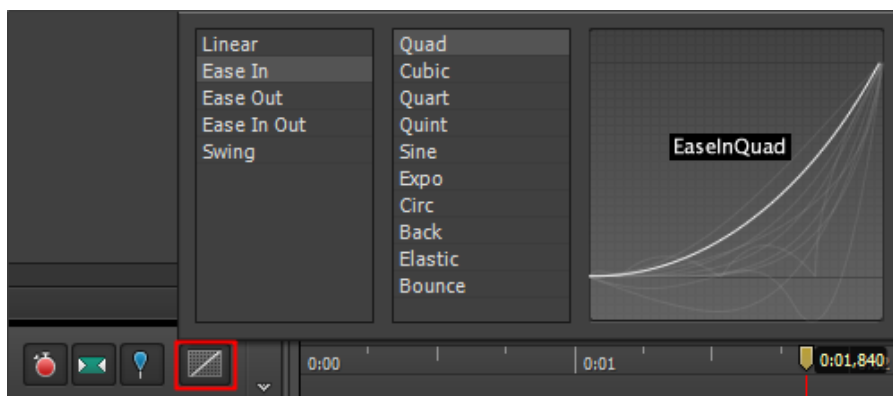 Linear
Ease In
Ease Out
Ease In Out
Swing
Quad
Cubic
Quart
Quint
Sine
Expo
Circ
Back
Elastic
Bounce
EaseInQuad
0:00
0:01
0:01,840